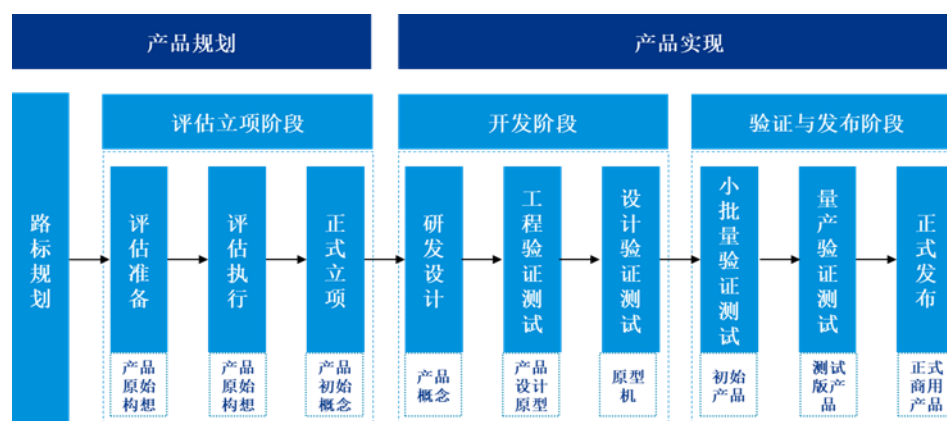 产品规划
产品实现
评估立项阶段
开发阶段
验证与发布阶段
路标规划
评估准备
评估执行
正式立项
研发设计
工程验证测试
设计验证测试
小批量验证测试
量产验证测试
正式发布
产品
原始
构想
产品
原始
构想
产品
初始
概念
产品
概念
产品
设计
原型
原型
机
初始
产品
测试
版产
品
正式
商用
产品